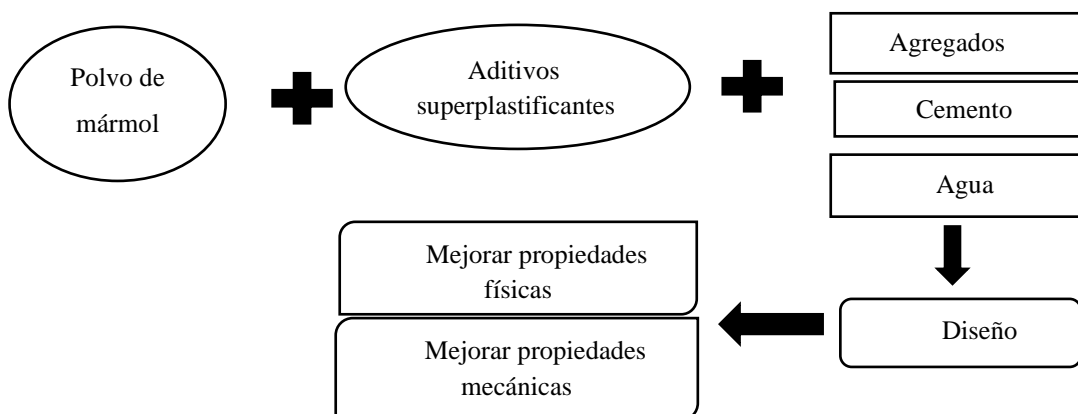 Polvo de
mármol
Aditivos
superplastificantes
Agregados
Cemento
Agua
Mejorar propiedades
físicas
Mejorar propiedades
mecánicas
Diseño